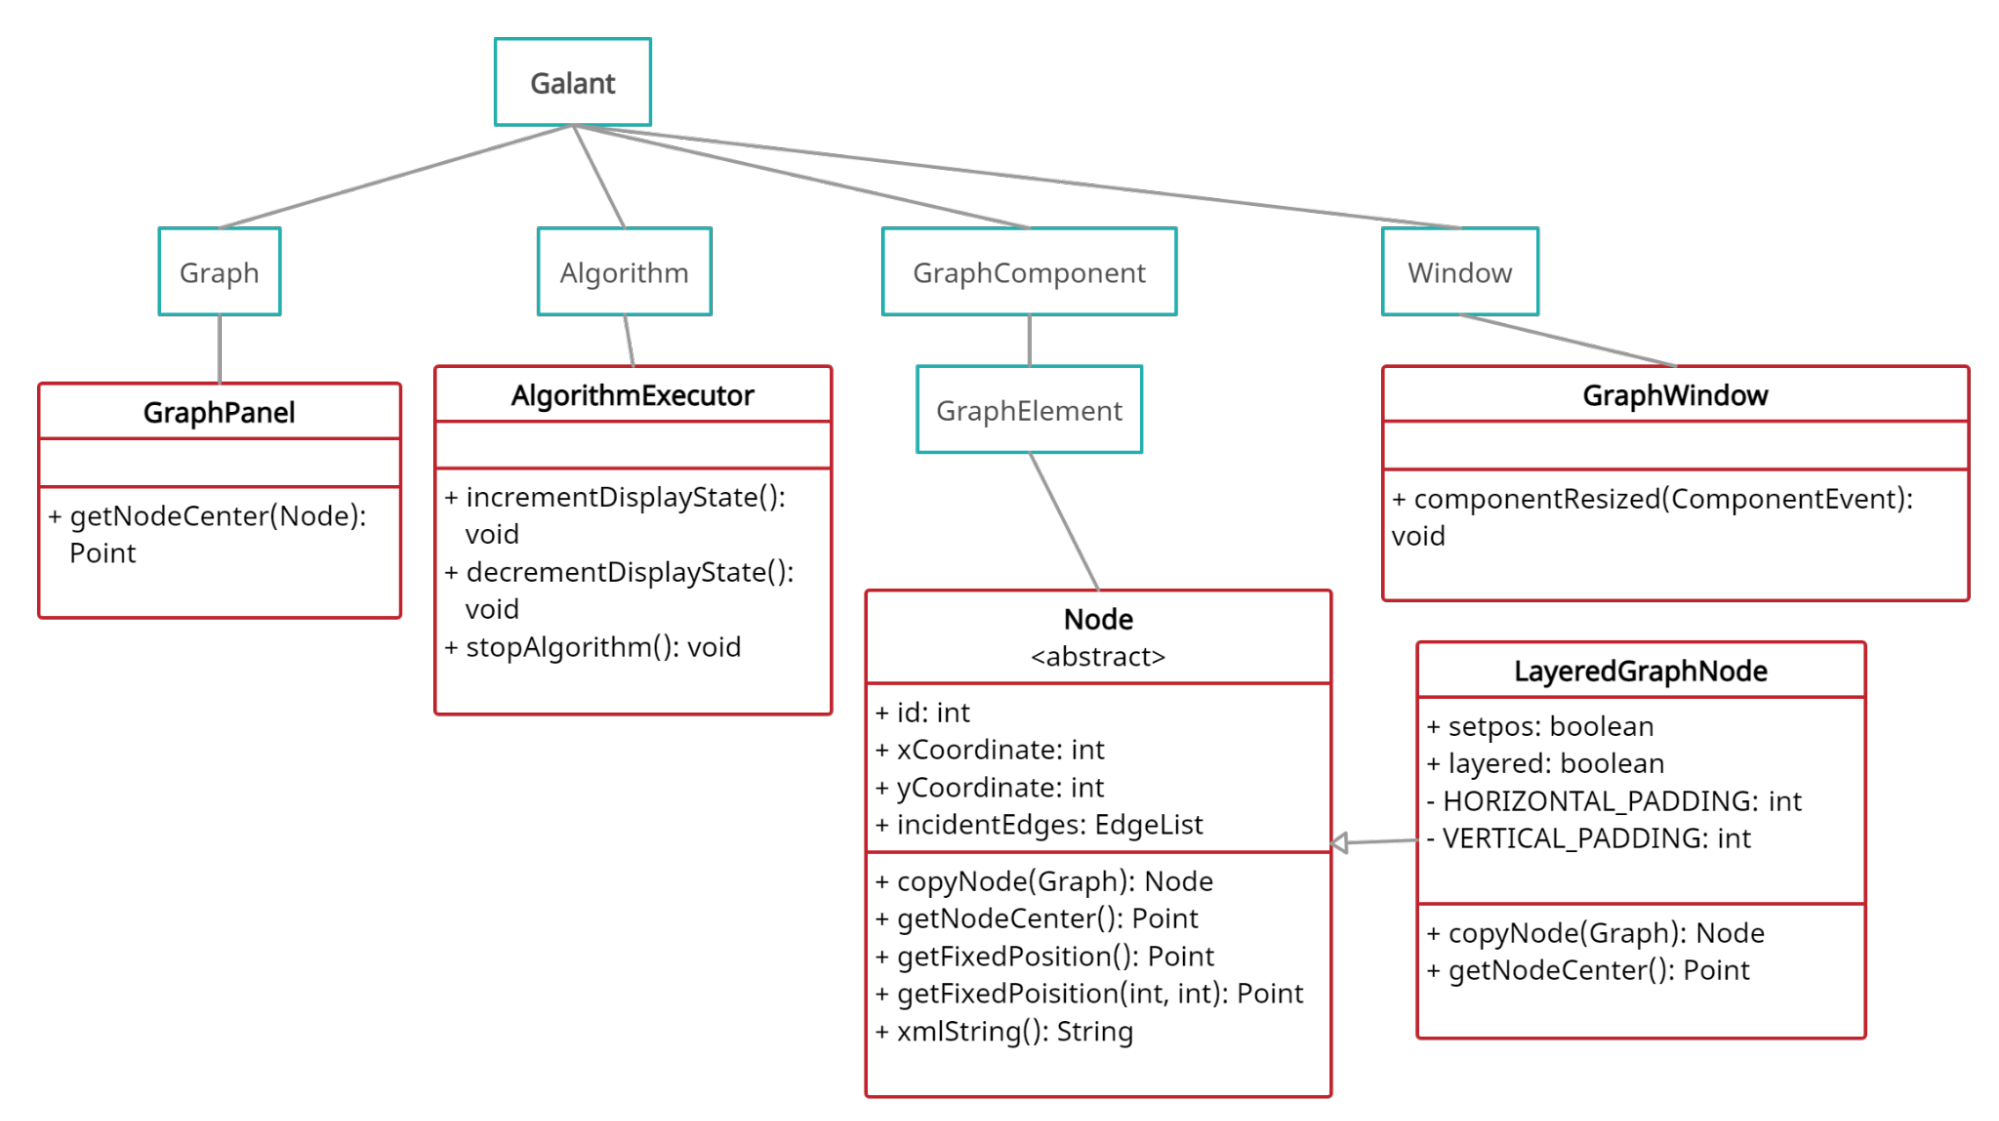 Galant
Graph
Algorithm
GraphComponent
Window
GraphPanel
+ getNodeCenter(Node):
Point
AlgorithmExecutor
+ incrementDisplayState():
void
+ decrementDisplayState():
void
+ stopAlgorithm(): void
GraphElement
GraphWindow
+ componentResized(ComponentEvent):
void
Node
<abstract>
+ id: int
+ xCoordinate: int
+ yCoordinate: int
+ incidentEdges: EdgeList
+ copyNode(Graph): Node
+ getNodeCenter(): Point
+ getFixedPosition(): Point
+ getFixedPoisition(int, int): Point
+ xmlString(): String
LayeredGraphNode
+ setpos: boolean
+ layered: boolean
- HORIZONTAL_PADDING: int
- VERTICAL_PADDING: int
+ copyNode(Graph): Node
+ getNodeCenter(): Point